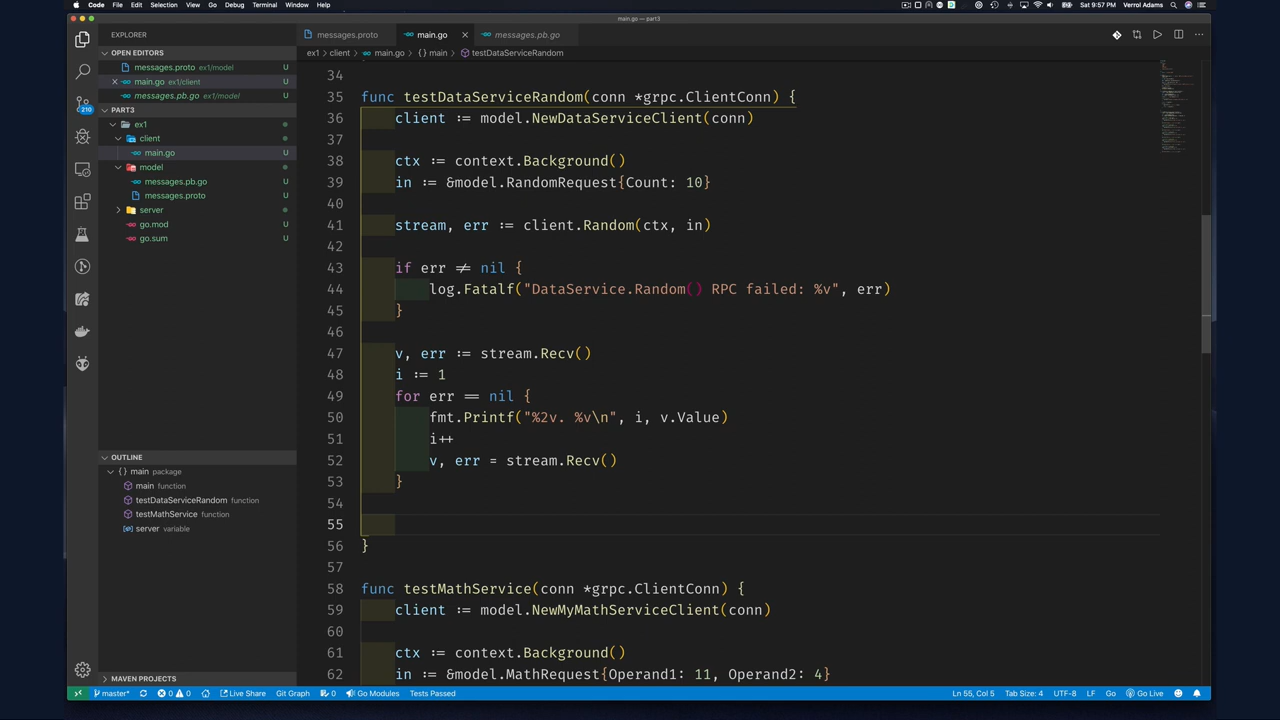 Code File Edit Selection View Go Debug Terminal Window Help Sat 9:57 PM Verrol Adams
main.go — part3
EXPLORER
messages.proto main.go × messages.pb.go
ex1 › client › main.go › {} main › testDataServiceRandom
OPEN EDITORS
messages.proto ex1/model U
× main.go ex1/client U
messages.pb.go ex1/model U
PART3
ex1
client
main.go U
model
messages.pb.go U
messages.proto U
server
go.mod U
go.sum U
210
OUTLINE
{} main package
main function
testDataServiceRandom function
testMathService function
server variable
MAVEN PROJECTS
34
35 func testDataServiceRandom(conn *grpc.ClientConn) {
36 client := model.NewDataServiceClient(conn)
37
38 ctx := context.Background()
39 in := &model.RandomRequest{Count: 10}
40
41 stream, err := client.Random(ctx, in)
42
43 if err ≠ nil {
44 log.Fatalf("DataService.Random() RPC failed: %v", err)
45 }
46
47 v, err := stream.Recv()
48 i := 1
49 for err == nil {
50 fmt.Printf("%2v. %v\n", i, v.Value)
51 i++
52 v, err = stream.Recv()
53 }
54
55
56 }
57
58 func testMathService(conn *grpc.ClientConn) {
59 client := model.NewMyMathServiceClient(conn)
60
61 ctx := context.Background()
62 in := &model.MathRequest{Operand1: 11, Operand2: 4}
master* 0 0 Live Share Git Graph 0 Go Modules Tests Passed Ln 55, Col 5 Tab Size: 4 UTF-8 LF Go Go Live